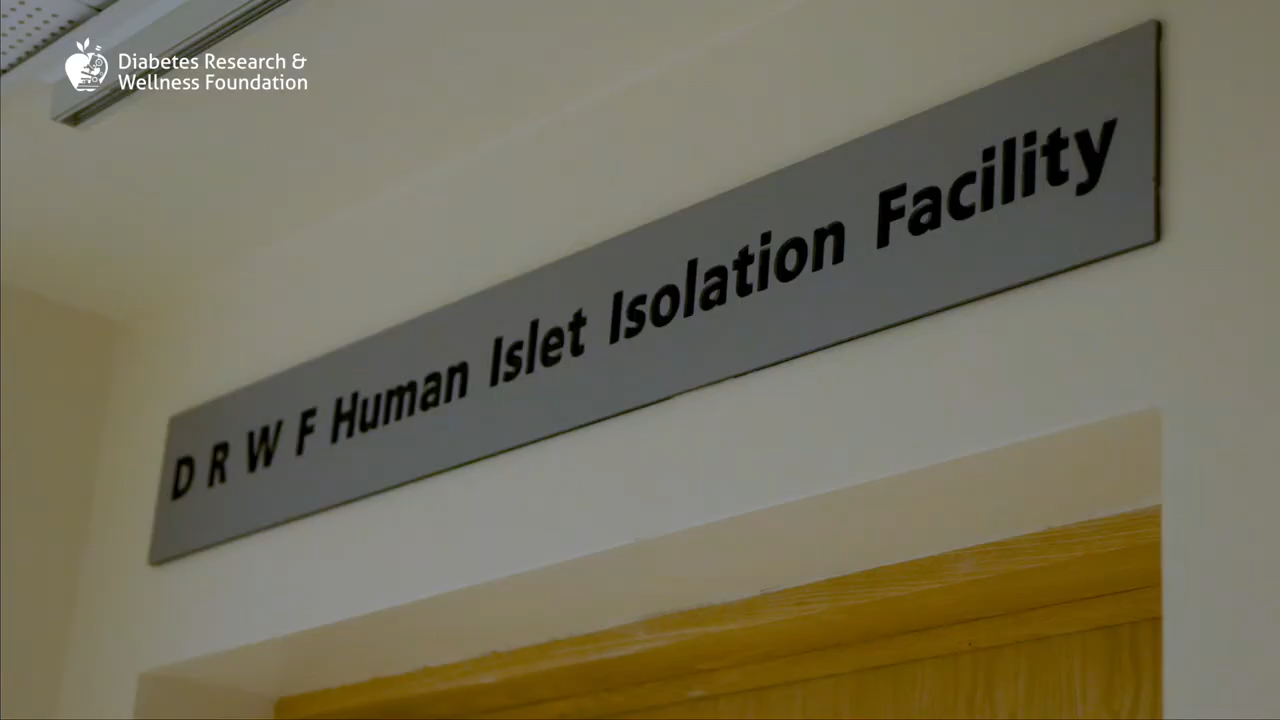 Diabetes Research &
Wellness Foundation
D R W F Human Islet Isolation Facility